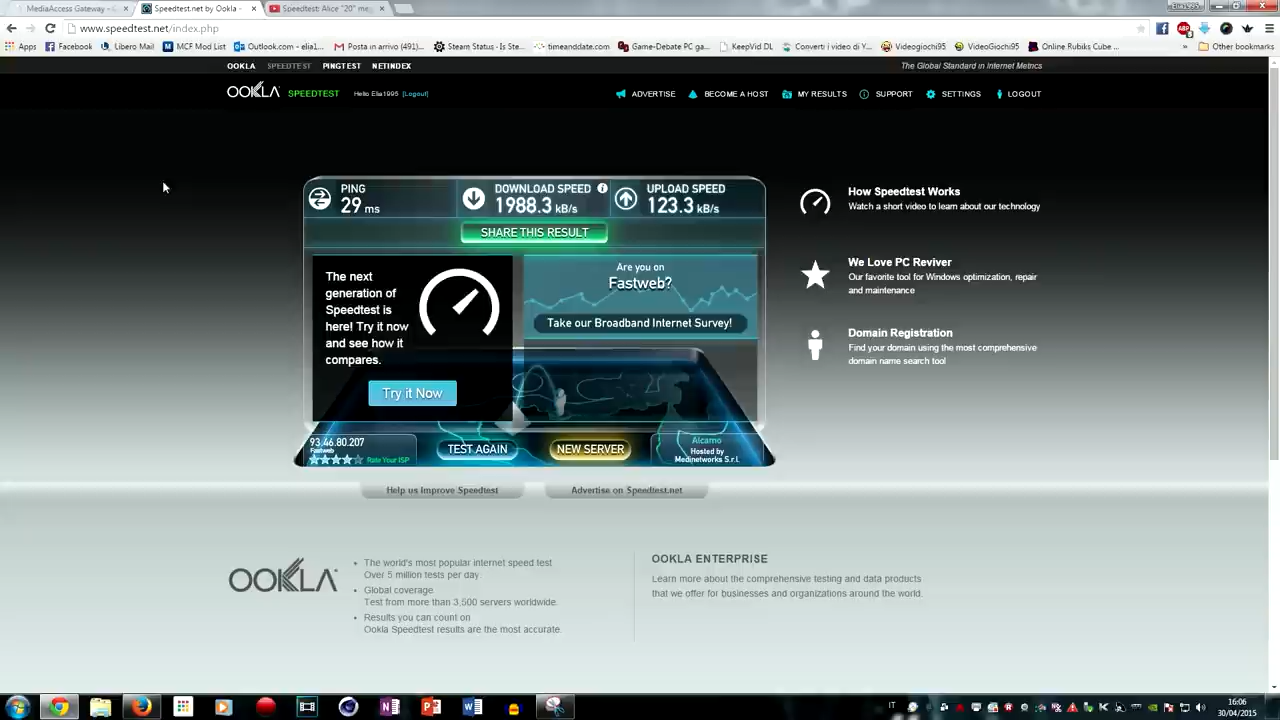 MediaAccess Gateway -
Speedtest.net by Ookla -
Speedtest: Alice "20" me
Elia1995
www.speedtest.net/index.php
Apps
Facebook
Libero Mail
MCF Mod List
Outlook.com - elia1...
Posta in arrivo (491)...
Steam Status - Is Ste...
timeanddate.com
Game-Debate PC ga...
KeepVid DL
Converti i video di Y...
Videogiochi95
VideoGiochi95
Online Rubiks Cube ...
»
Other bookmarks
OOKLA
SPEEDTEST
PINGTEST
NETINDEX
The Global Standard in Internet Metrics
OOKLA SPEEDTEST
Hello Elia1995 [Logout]
ADVERTISE
BECOME A HOST
MY RESULTS
SUPPORT
SETTINGS
LOGOUT
PING
29 ms
DOWNLOAD SPEED
1988.3 kB/s
UPLOAD SPEED
123.3 kB/s
SHARE THIS RESULT
The next
generation of
Speedtest is
here! Try it now
and see how it
compares.
Try it Now
Are you on
Fastweb?
Take our Broadband Internet Survey!
93.46.80.207
Fastweb
Rate Your ISP
TEST AGAIN
NEW SERVER
Alcamo
Hosted by
Medinetworks S.r.l.
How Speedtest Works
Watch a short video to learn about our technology
We Love PC Reviver
Our favorite tool for Windows optimization, repair
and maintenance
Domain Registration
Find your domain using the most comprehensive
domain name search tool
Help us Improve Speedtest
Advertise on Speedtest.net
OOKLA
• The world's most popular internet speed test
Over 5 million tests per day.
• Global coverage
Test from more than 3,500 servers worldwide.
• Results you can count on
Ookla Speedtest results are the most accurate.
OOKLA ENTERPRISE
Learn more about the comprehensive testing and data products
that we offer for businesses and organizations around the world.
IT
16:06
30/04/2015